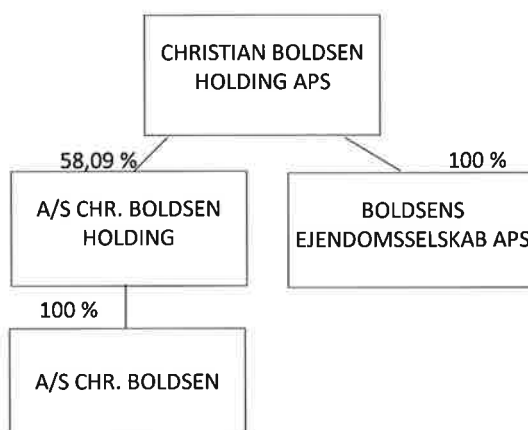 CHRISTIAN BOLDSEN
HOLDING APS
58,09 %
100 %
A/S CHR. BOLDSEN
HOLDING
BOLDSENS
EJENDOMSSELSKAB APS
100 %
A/S CHR. BOLDSEN